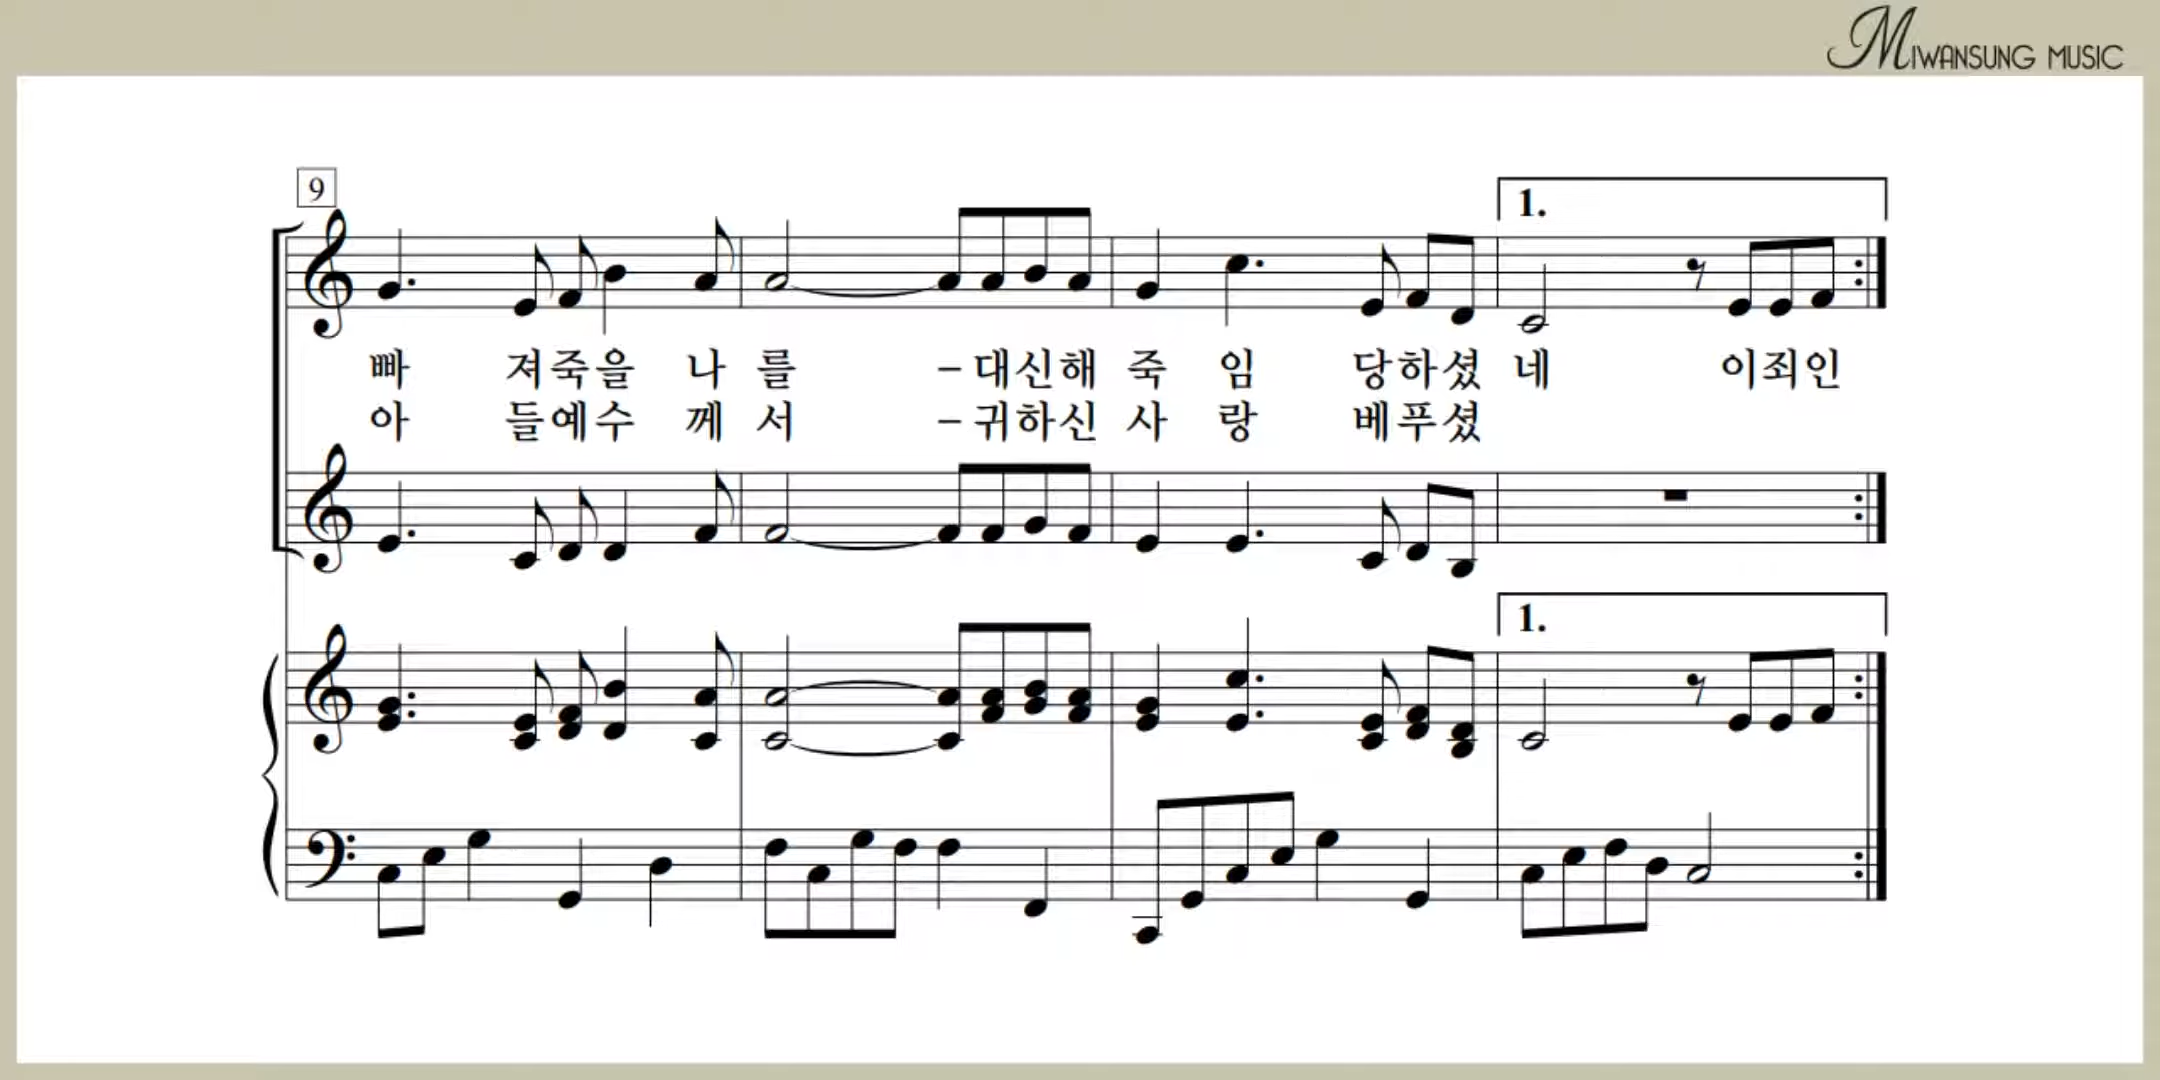 MIWANSUNG MUSIC
9
1.
빠 져죽을 나 를 –대신해 죽 임 당하셨 네 이죄인
아 들예수 께 서 –귀하신 사 랑 베푸셨
1.